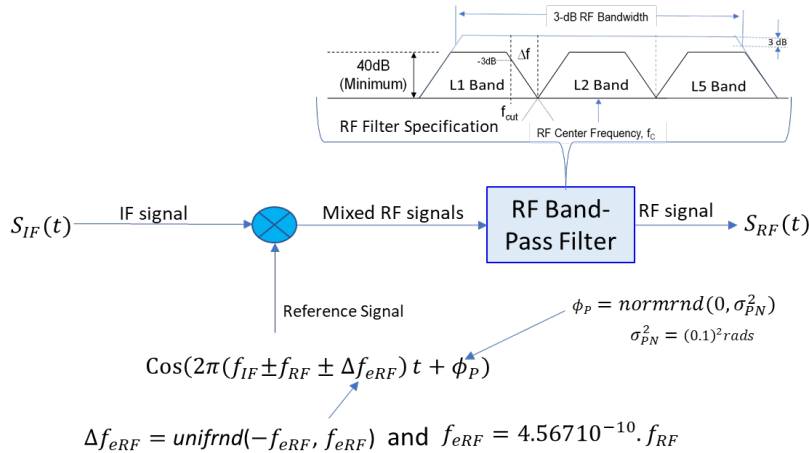 3-dB RF Bandwidth
3 dB
-3dB
Δf
40dB
(Minimum)
L1 Band
L2 Band
L5 Band
f_cut
RF Filter Specification
RF Center Frequency, f_C
S_IF(t)
IF signal
Mixed RF signals
RF Band-
Pass Filter
RF signal
S_RF(t)
Reference Signal
ϕ_P = normrnd(0, σ²_PN)
σ²_PN = (0.1)² rads
Cos(2π(f_IF ± f_RF ± Δf_eRF) t + ϕ_P)
Δf_eRF = unifrnd(−f_eRF, f_eRF) and f_eRF = 4.56710⁻¹⁰. f_RF